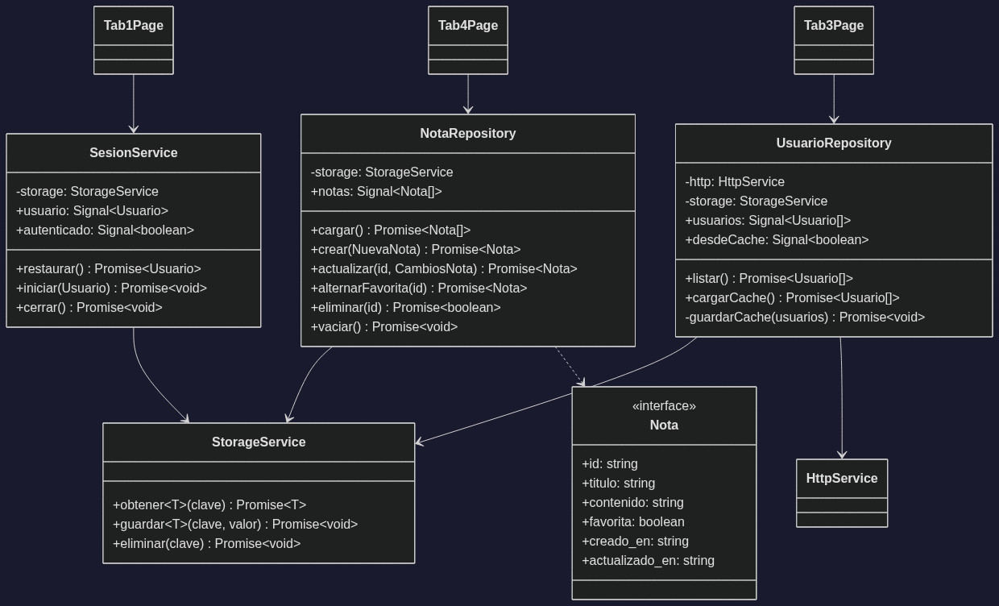 Tab1Page
Tab4Page
Tab3Page
SesionService
-storage: StorageService
+usuario: Signal<Usuario>
+autenticado: Signal<boolean>
+restaurar() : Promise<Usuario>
+iniciar(Usuario) : Promise<void>
+cerrar() : Promise<void>
NotaRepository
-storage: StorageService
+notas: Signal<Nota[]>
+cargar() : Promise<Nota[]>
+crear(NuevaNota) : Promise<Nota>
+actualizar(id, CambiosNota) : Promise<Nota>
+alternarFavorita(id) : Promise<Nota>
+eliminar(id) : Promise<boolean>
+vaciar() : Promise<void>
UsuarioRepository
-http: HttpService
-storage: StorageService
+usuarios: Signal<Usuario[]>
+desdeCache: Signal<boolean>
+listar() : Promise<Usuario[]>
+cargarCache() : Promise<Usuario[]>
-guardarCache(usuarios) : Promise<void>
StorageService
+obtener<T>(clave) : Promise<T>
+guardar<T>(clave, valor) : Promise<void>
+eliminar(clave) : Promise<void>
«interface»
Nota
+id: string
+titulo: string
+contenido: string
+favorita: boolean
+creado_en: string
+actualizado_en: string
HttpService